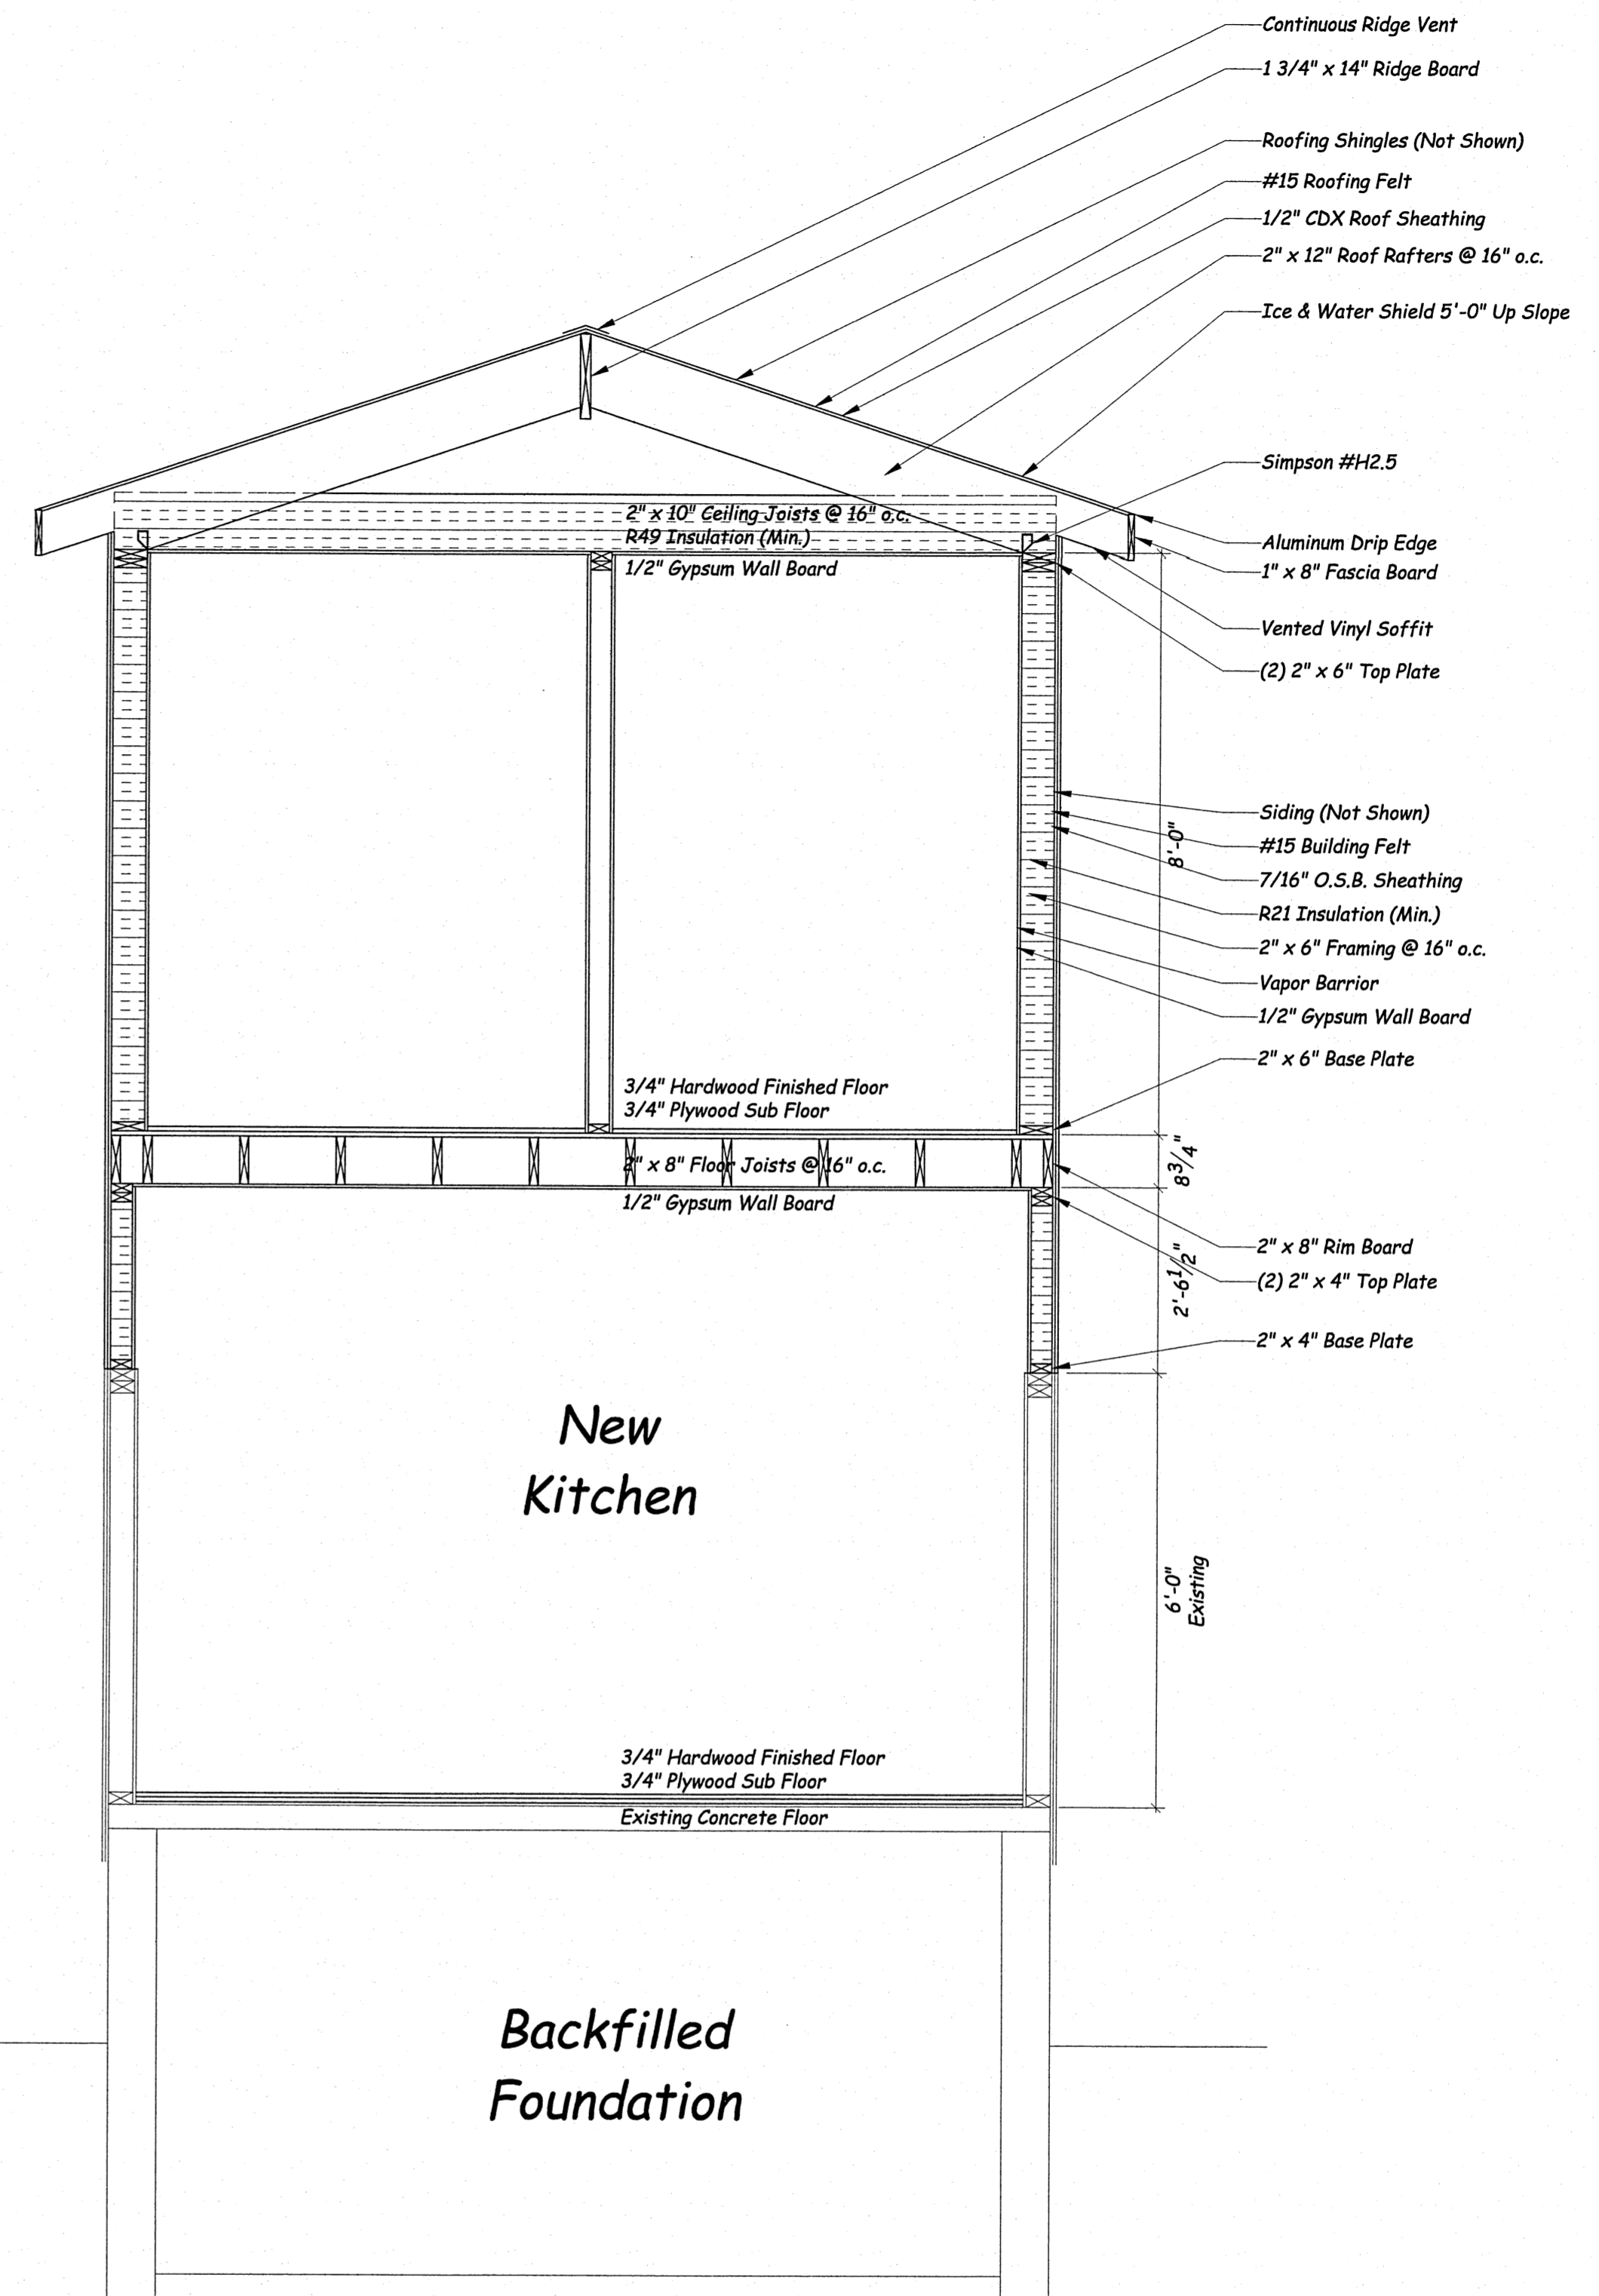 Continuous Ridge Vent
1 3/4" x 14" Ridge Board
Roofing Shingles (Not Shown)
#15 Roofing Felt
1/2" CDX Roof Sheathing
2" x 12" Roof Rafters @ 16" o.c.
Ice & Water Shield 5'-0" Up Slope
Simpson #H2.5
2" x 10" Ceiling Joists @ 16" o.c.
R49 Insulation (Min.)
1/2" Gypsum Wall Board
Aluminum Drip Edge
1" x 8" Fascia Board
Vented Vinyl Soffit
(2) 2" x 6" Top Plate
Siding (Not Shown)
8'-0"
#15 Building Felt
7/16" O.S.B. Sheathing
R21 Insulation (Min.)
2" x 6" Framing @ 16" o.c.
Vapor Barrior
1/2" Gypsum Wall Board
2" x 6" Base Plate
3/4" Hardwood Finished Floor
3/4" Plywood Sub Floor
2" x 8" Floor Joists @ 16" o.c.
8 3/4"
1/2" Gypsum Wall Board
2" x 8" Rim Board
2'-6 1/2"
(2) 2" x 4" Top Plate
2" x 4" Base Plate
New
Kitchen
6'-0"
Existing
3/4" Hardwood Finished Floor
3/4" Plywood Sub Floor
Existing Concrete Floor
Backfilled
Foundation